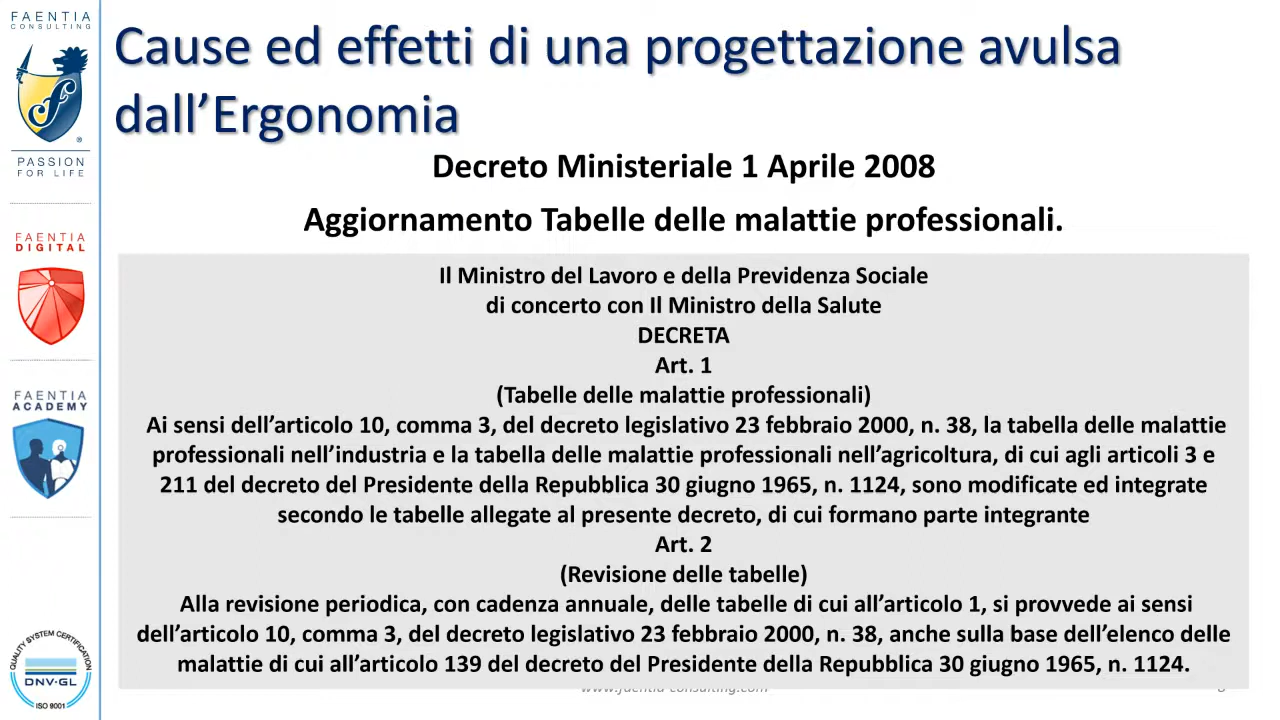 FAENTIA
CONSULTING
PASSION
FOR LIFE
FAENTIA
DIGITAL
FAENTIA
ACADEMY
QUALITY SYSTEM CERTIFICATION
DNV·GL
ISO 9001
Cause ed effetti di una progettazione avulsa
dall’Ergonomia
Decreto Ministeriale 1 Aprile 2008
Aggiornamento Tabelle delle malattie professionali.
Il Ministro del Lavoro e della Previdenza Sociale
di concerto con Il Ministro della Salute
DECRETA
Art. 1
(Tabelle delle malattie professionali)
Ai sensi dell’articolo 10, comma 3, del decreto legislativo 23 febbraio 2000, n. 38, la tabella delle malattie
professionali nell’industria e la tabella delle malattie professionali nell’agricoltura, di cui agli articoli 3 e
211 del decreto del Presidente della Repubblica 30 giugno 1965, n. 1124, sono modificate ed integrate
secondo le tabelle allegate al presente decreto, di cui formano parte integrante
Art. 2
(Revisione delle tabelle)
Alla revisione periodica, con cadenza annuale, delle tabelle di cui all’articolo 1, si provvede ai sensi
dell’articolo 10, comma 3, del decreto legislativo 23 febbraio 2000, n. 38, anche sulla base dell’elenco delle
malattie di cui all’articolo 139 del decreto del Presidente della Repubblica 30 giugno 1965, n. 1124.
www.faentia-consulting.com